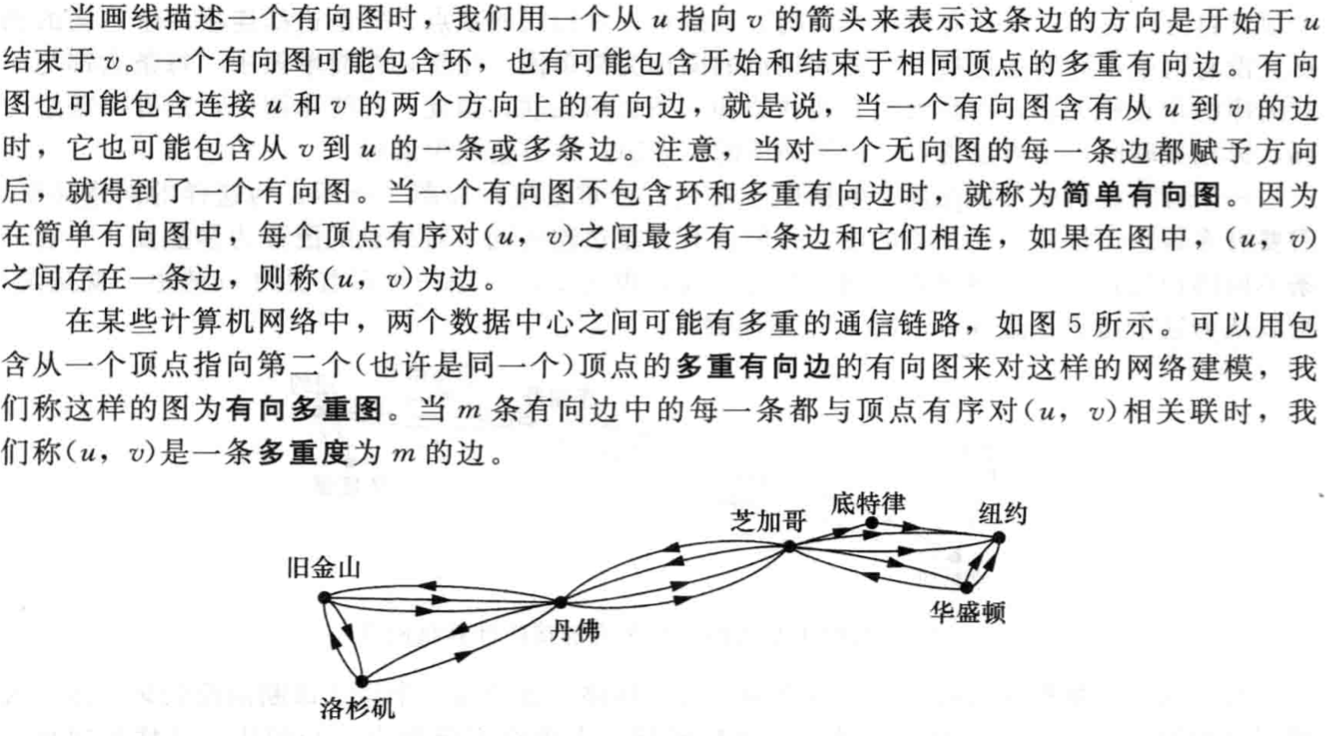 当画线描述一个有向图时，我们用一个从 u 指向 v 的箭头来表示这条边的方向是开始于 u
结束于 v。一个有向图可能包含环，也有可能包含开始和结束于相同顶点的多重有向边。有向
图也可能包含连接 u 和 v 的两个方向上的有向边，就是说，当一个有向图含有从 u 到 v 的边
时，它也可能包含从 v 到 u 的一条或多条边。注意，当对一个无向图的每一条边都赋予方向
后，就得到了一个有向图。当一个有向图不包含环和多重有向边时，就称为简单有向图。因为
在简单有向图中，每个顶点有序对(u，v)之间最多有一条边和它们相连，如果在图中，(u，v)
之间存在一条边，则称(u，v)为边。
在某些计算机网络中，两个数据中心之间可能有多重的通信链路，如图 5 所示。可以用包
含从一个顶点指向第二个(也许是同一个)顶点的多重有向边的有向图来对这样的网络建模，我
们称这样的图为有向多重图。当 m 条有向边中的每一条都与顶点有序对(u，v)相关联时，我
们称(u，v)是一条多重度为 m 的边。
底特律
纽约
芝加哥
旧金山
华盛顿
丹佛
洛杉矶